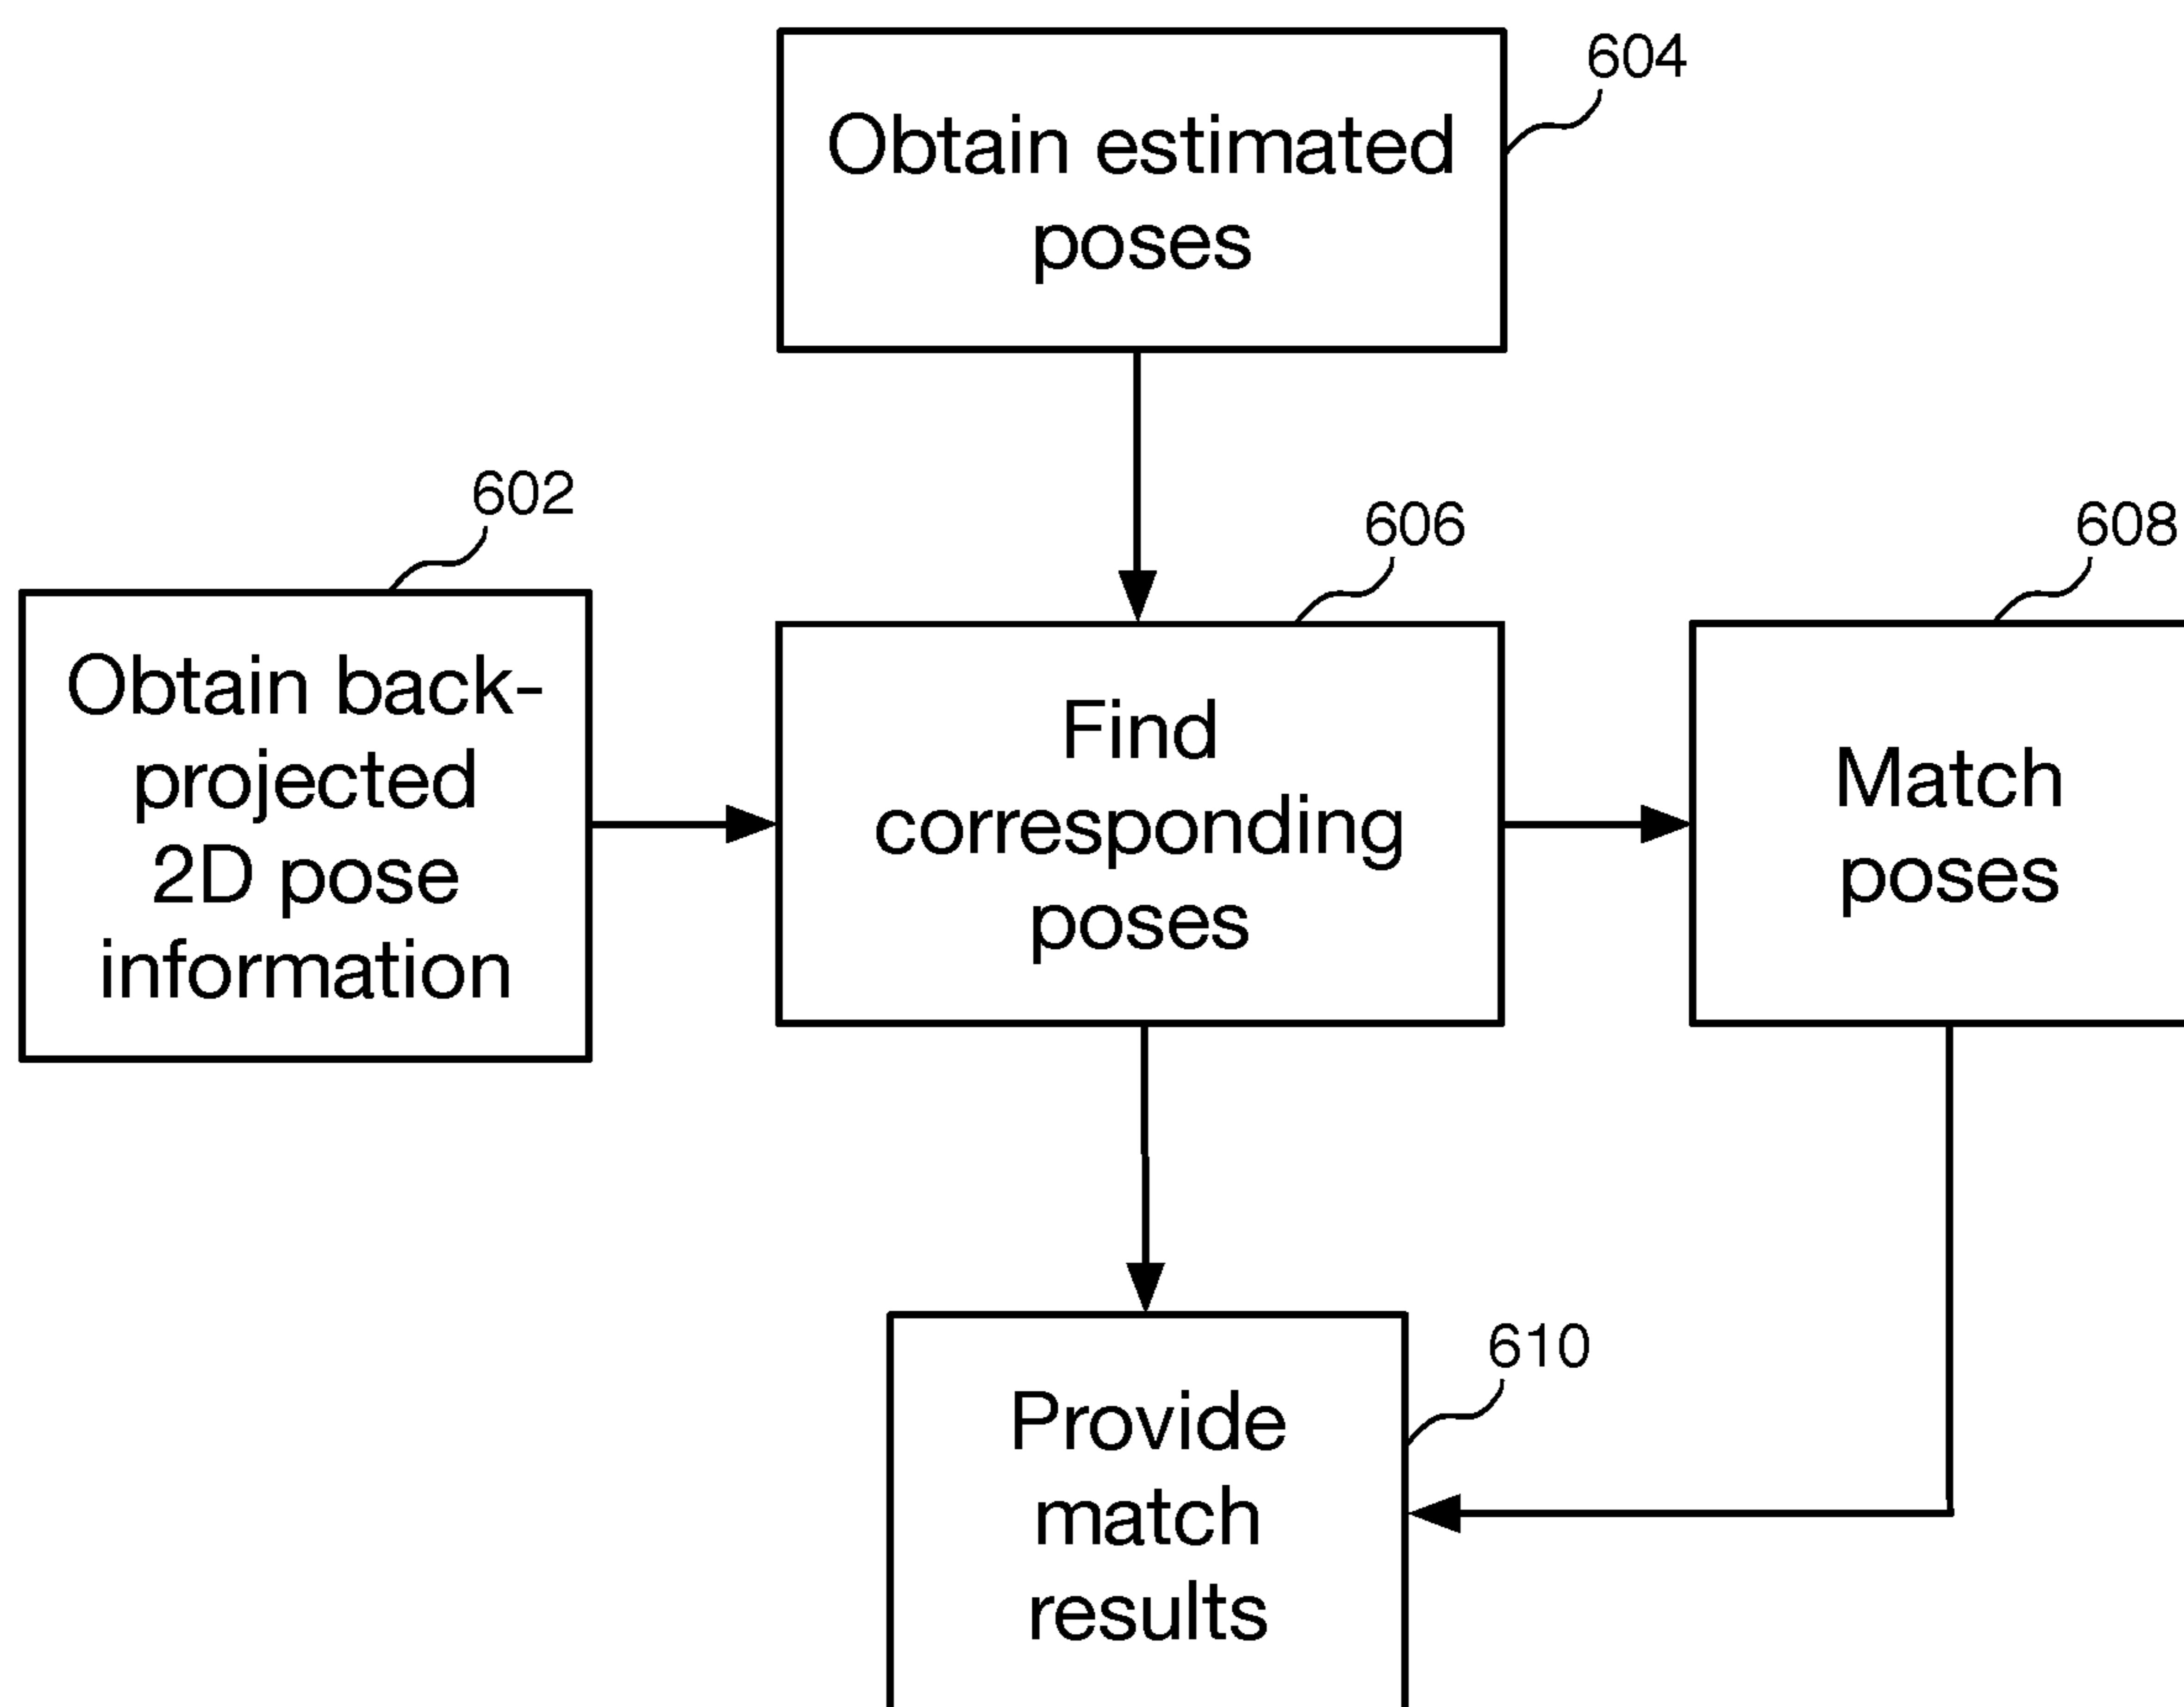 604
Obtain estimated
poses
602
606
608
Obtain back-
projected
2D pose
information
Find
corresponding
poses
Match
poses
610
Provide
match
results